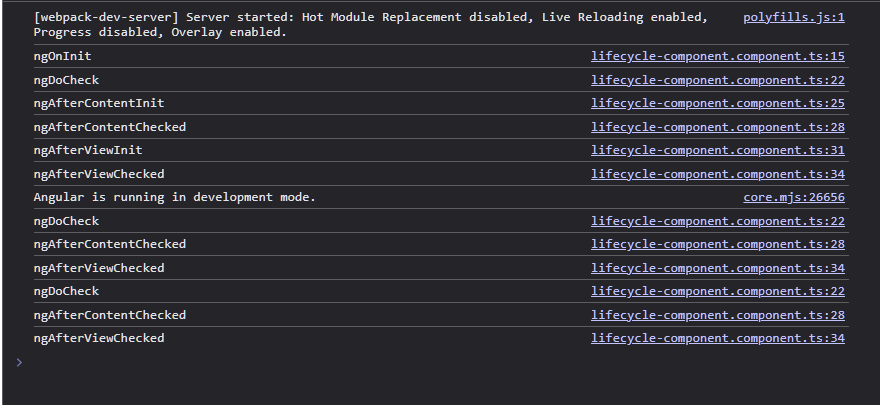 [webpack-dev-server] Server started: Hot Module Replacement disabled, Live Reloading enabled, polyfills.js:1
Progress disabled, Overlay enabled.
ngOnInit lifecycle-component.component.ts:15
ngDoCheck lifecycle-component.component.ts:22
ngAfterContentInit lifecycle-component.component.ts:25
ngAfterContentChecked lifecycle-component.component.ts:28
ngAfterViewInit lifecycle-component.component.ts:31
ngAfterViewChecked lifecycle-component.component.ts:34
Angular is running in development mode. core.mjs:26656
ngDoCheck lifecycle-component.component.ts:22
ngAfterContentChecked lifecycle-component.component.ts:28
ngAfterViewChecked lifecycle-component.component.ts:34
ngDoCheck lifecycle-component.component.ts:22
ngAfterContentChecked lifecycle-component.component.ts:28
ngAfterViewChecked lifecycle-component.component.ts:34
>